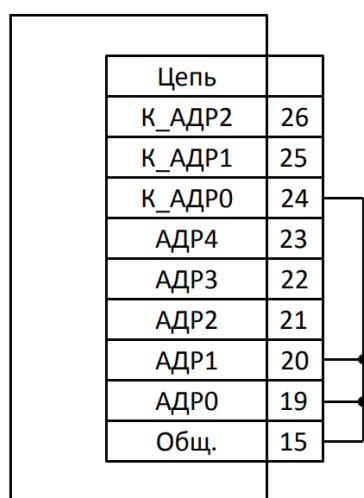 Цепь
К_АДР2 26
К_АДР1 25
К_АДР0 24
АДР4 23
АДР3 22
АДР2 21
АДР1 20
АДР0 19
Общ. 15